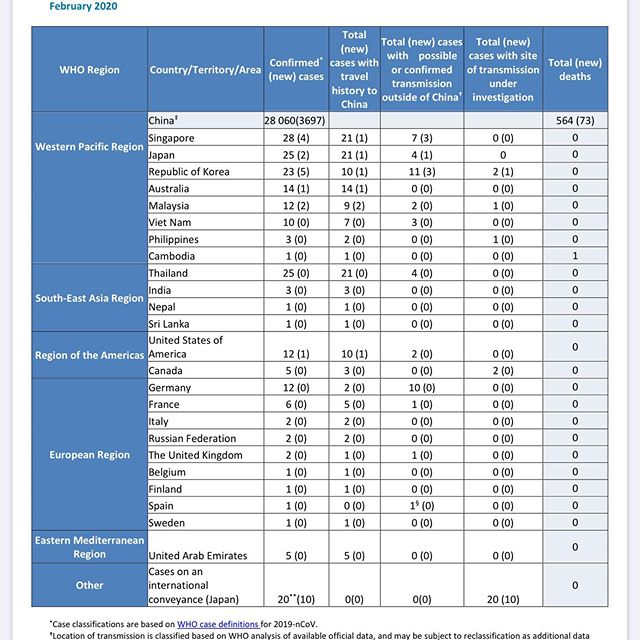 February 2020
WHO Region Country/Territory/Area Confirmed* (new) cases Total (new) cases with travel history to China Total (new) cases with possible or confirmed transmission outside of China† Total (new) cases with site of transmission under investigation Total (new) deaths
Western Pacific Region
China‡ 28 060(3697) 564 (73)
Singapore 28 (4) 21 (1) 7 (3) 0 (0) 0
Japan 25 (2) 21 (1) 4 (1) 0 0
Republic of Korea 23 (5) 10 (1) 11 (3) 2 (1) 0
Australia 14 (1) 14 (1) 0 (0) 0 (0) 0
Malaysia 12 (2) 9 (2) 2 (0) 1 (0) 0
Viet Nam 10 (0) 7 (0) 3 (0) 0 (0) 0
Philippines 3 (0) 2 (0) 0 (0) 1 (0) 0
Cambodia 1 (0) 1 (0) 0 (0) 0 (0) 1
South-East Asia Region
Thailand 25 (0) 21 (0) 4 (0) 0 (0) 0
India 3 (0) 3 (0) 0 (0) 0 (0) 0
Nepal 1 (0) 1 (0) 0 (0) 0 (0) 0
Sri Lanka 1 (0) 1 (0) 0 (0) 0 (0) 0
Region of the Americas
United States of
America 12 (1) 10 (1) 2 (0) 0 (0) 0
Canada 5 (0) 3 (0) 0 (0) 2 (0) 0
European Region
Germany 12 (0) 2 (0) 10 (0) 0 (0) 0
France 6 (0) 5 (0) 1 (0) 0 (0) 0
Italy 2 (0) 2 (0) 0 (0) 0 (0) 0
Russian Federation 2 (0) 2 (0) 0 (0) 0 (0) 0
The United Kingdom 2 (0) 1 (0) 1 (0) 0 (0) 0
Belgium 1 (0) 1 (0) 0 (0) 0 (0) 0
Finland 1 (0) 1 (0) 0 (0) 0 (0) 0
Spain 1 (0) 0 (0) 1§ (0) 0 (0) 0
Sweden 1 (0) 1 (0) 0 (0) 0 (0) 0
Eastern Mediterranean
Region
United Arab Emirates 5 (0) 5 (0) 0 (0) 0 (0) 0
Other
Cases on an
international
conveyance (Japan) 20**(10) 0(0) 0(0) 20 (10) 0
*Case classifications are based on WHO case definitions for 2019-nCoV.
†Location of transmission is classified based on WHO analysis of available official data, and may be subject to reclassification as additional data